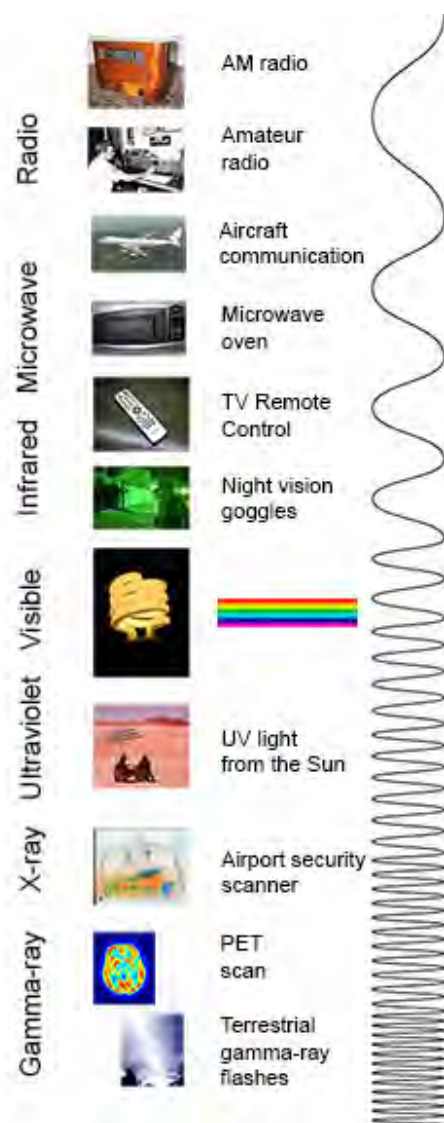 Radio
AM radio
Amateur
radio
Aircraft
communication
Microwave
Microwave
oven
Infrared
TV Remote
Control
Night vision
goggles
Visible
Ultraviolet
UV light
from the Sun
X-ray
Airport security
scanner
Gamma-ray
PET
scan
Terrestrial
gamma-ray
flashes